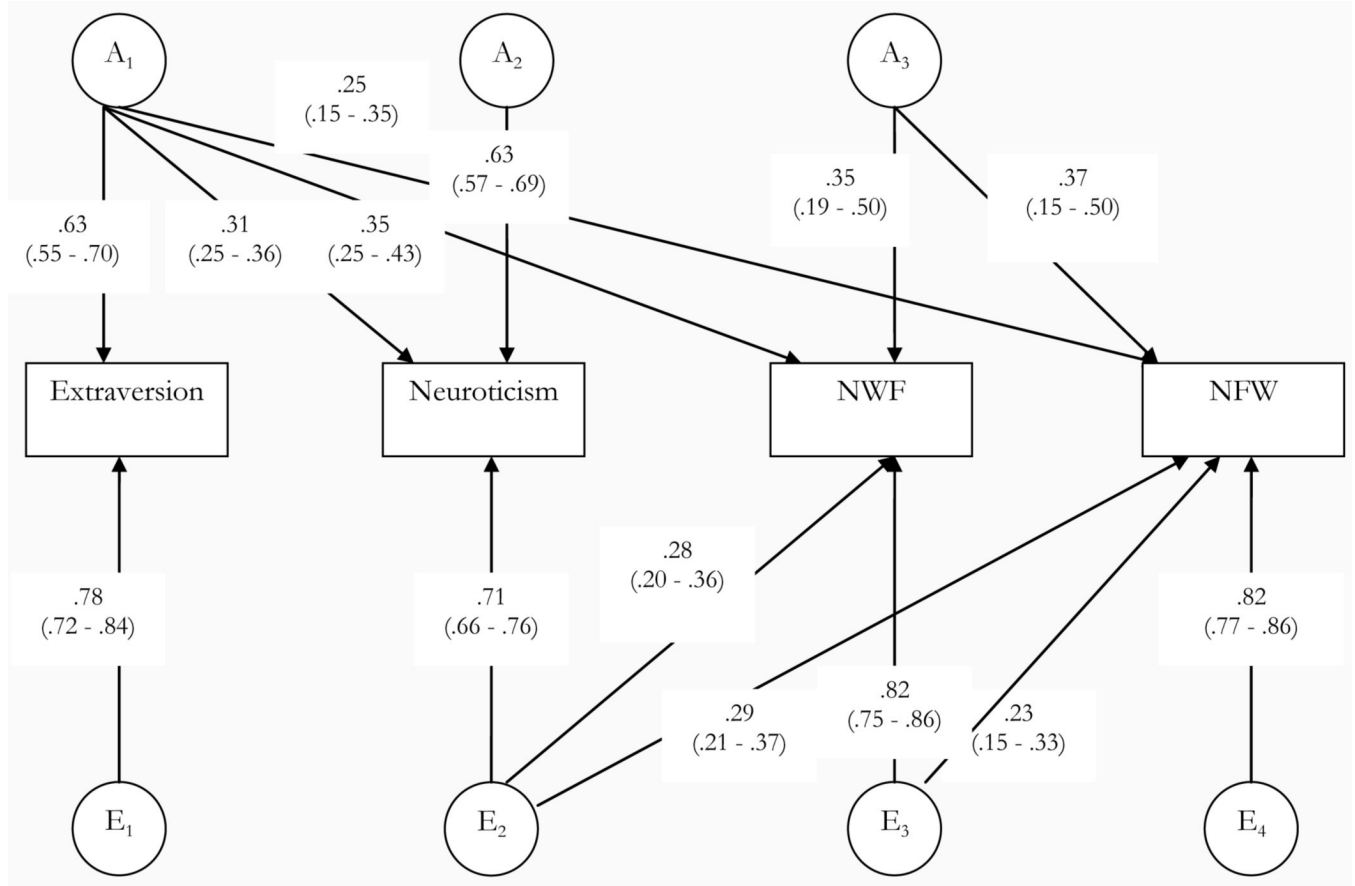 A1
A2
A3
.25
(.15 - .35)
.63
(.57 - .69)
.35
(.19 - .50)
.37
(.15 - .50)
.63
(.55 - .70)
.31
(.25 - .36)
.35
(.25 - .43)
Extraversion
Neuroticism
NWF
NFW
.28
(.20 - .36)
.78
(.72 - .84)
.71
(.66 - .76)
.82
(.77 - .86)
.29
(.21 - .37)
.82
(.75 - .86)
.23
(.15 - .33)
E1
E2
E3
E4